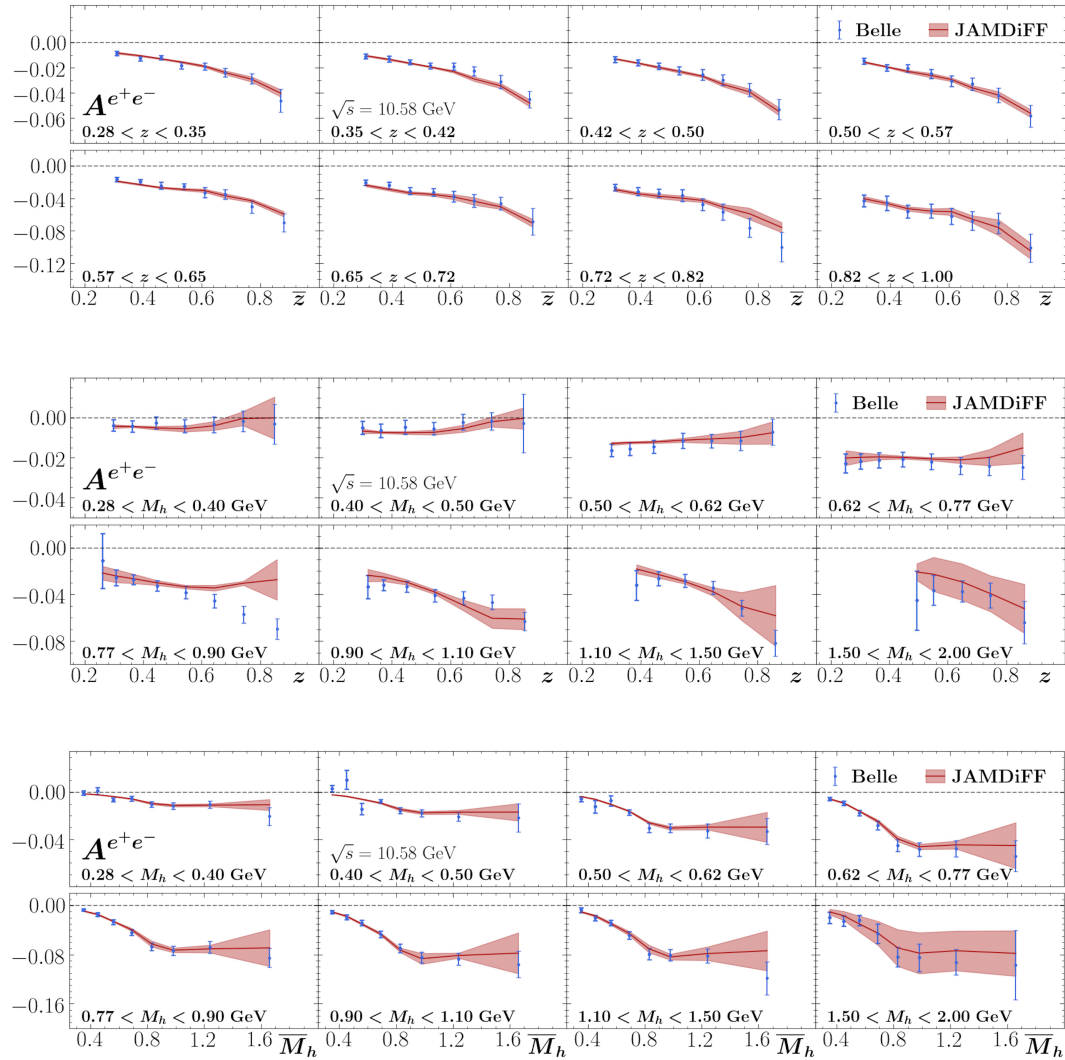 0.00
−0.02
−0.04
−0.06
A^{e^+e^-}
0.28 < z < 0.35
√s = 10.58 GeV
0.35 < z < 0.42
0.42 < z < 0.50
Belle JAMDiFF
0.50 < z < 0.57
0.00
−0.04
−0.08
−0.12
0.57 < z < 0.65
0.65 < z < 0.72
0.72 < z < 0.82
0.82 < z < 1.00
0.2 0.4 0.6 0.8 z̅
0.2 0.4 0.6 0.8 z̅
0.2 0.4 0.6 0.8 z̅
0.2 0.4 0.6 0.8 z̅
0.00
−0.02
−0.04
A^{e^+e^-}
0.28 < M_h < 0.40 GeV
√s = 10.58 GeV
0.40 < M_h < 0.50 GeV
0.50 < M_h < 0.62 GeV
Belle JAMDiFF
0.62 < M_h < 0.77 GeV
0.00
−0.04
−0.08
0.77 < M_h < 0.90 GeV
0.90 < M_h < 1.10 GeV
1.10 < M_h < 1.50 GeV
1.50 < M_h < 2.00 GeV
0.2 0.4 0.6 0.8 z
0.2 0.4 0.6 0.8 z
0.2 0.4 0.6 0.8 z
0.2 0.4 0.6 0.8 z
0.00
−0.04
A^{e^+e^-}
0.28 < M_h < 0.40 GeV
√s = 10.58 GeV
0.40 < M_h < 0.50 GeV
0.50 < M_h < 0.62 GeV
Belle JAMDiFF
0.62 < M_h < 0.77 GeV
0.00
−0.08
−0.16
0.77 < M_h < 0.90 GeV
0.90 < M_h < 1.10 GeV
1.10 < M_h < 1.50 GeV
1.50 < M_h < 2.00 GeV
0.4 0.8 1.2 1.6 M̅_h
0.4 0.8 1.2 1.6 M̅_h
0.4 0.8 1.2 1.6 M̅_h
0.4 0.8 1.2 1.6 M̅_h